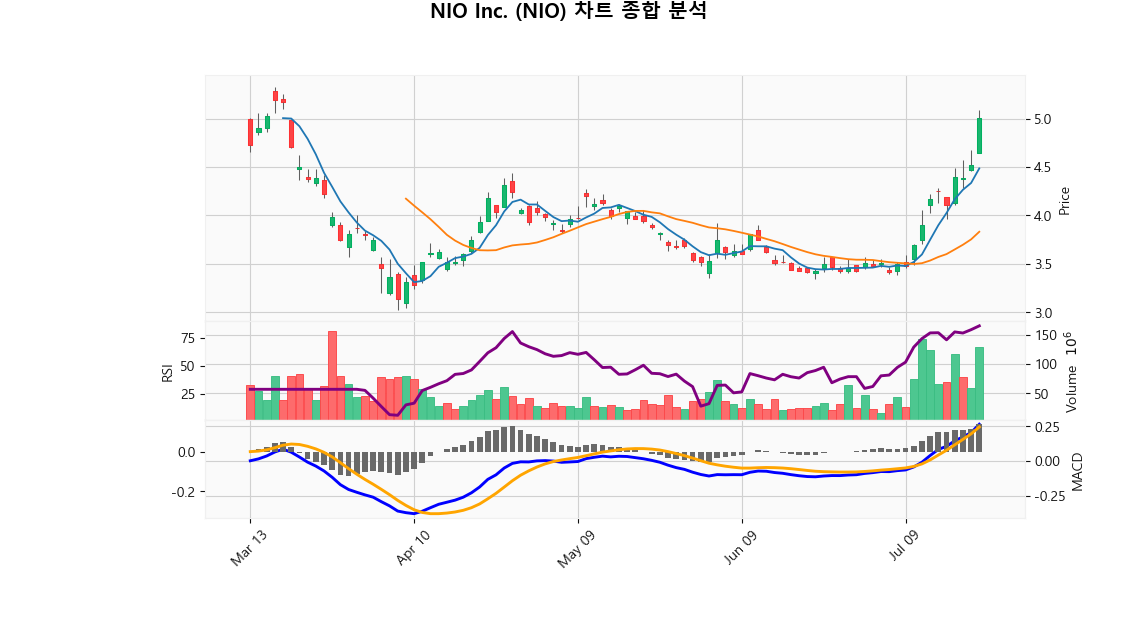 NIO Inc. (NIO) 차트 종합 분석
5.0
4.5
4.0
3.5
3.0
Price
75
50
25
RSI
150
100
50
Volume 10⁶
0.0
-0.2
0.25
0.00
-0.25
MACD
Mar 13
Apr 10
May 09
Jun 09
Jul 09